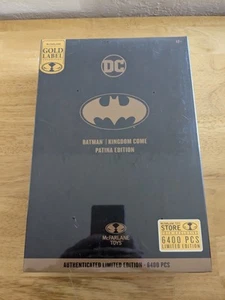 GOLD
LABEL
DC
BATMAN | KINGDOM COME
PATINA EDITION
STORE
6400 PCS
LIMITED EDITION
McFARLANE
TOYS
AUTHENTICATED LIMITED EDITION - 6400 PCS